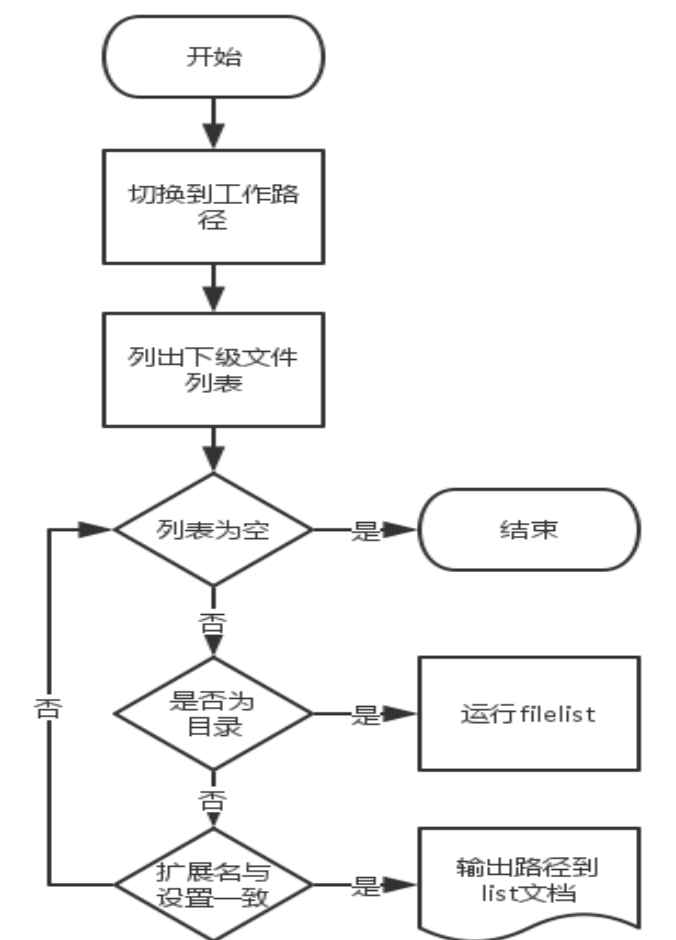 开始
切换到工作路
径
列出下级文件
列表
列表为空
是
结束
否
是否为
目录
是
运行filelist
否
否
扩展名与
设置一致
是
输出路径到
list文档